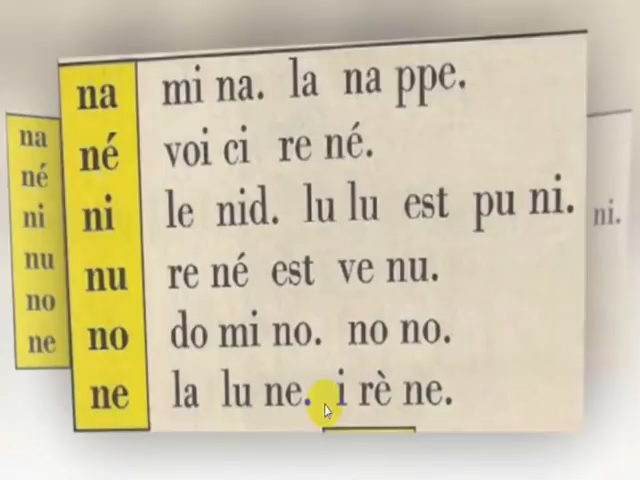 na mi na. la na ppe.
né voi ci re né.
ni le nid. lu lu est pu ni.
nu re né est ve nu.
no do mi no. no no.
ne la lu ne. i rè ne.
na
né
ni
nu
no
ne
ni.